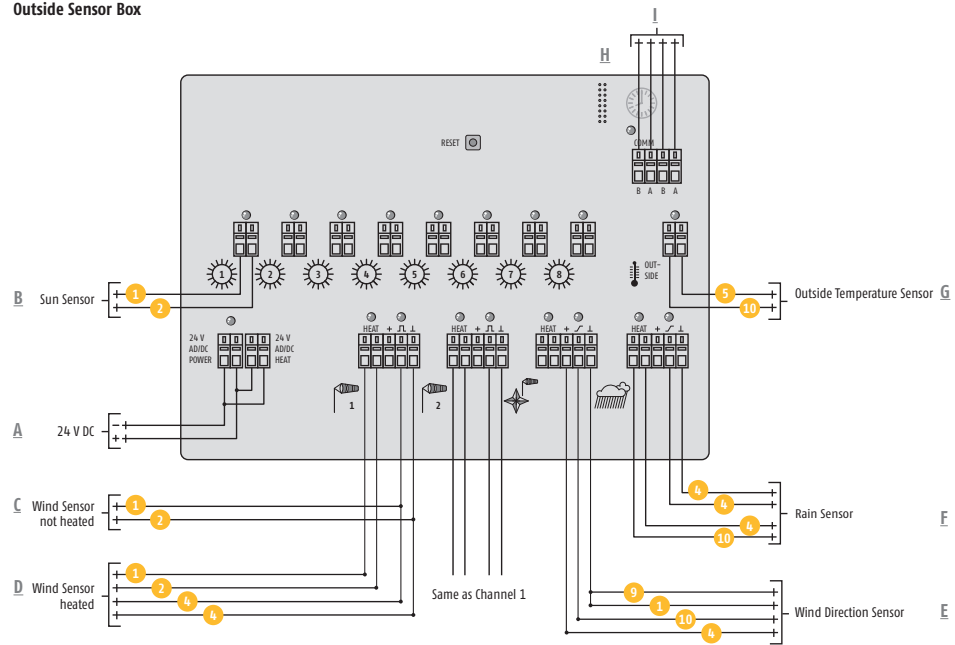 Outside Sensor Box
I
H
RESET
COMM
B A B A
1 2 3 4 5 6 7 8
OUT-
SIDE
B Sun Sensor
1
2
5
10
Outside Temperature Sensor G
24 V
AD/DC
POWER
24 V
AD/DC
HEAT
HEAT +
HEAT +
HEAT +
HEAT +
1
2
A 24 V DC
- +
+ +
C Wind Sensor
not heated
1
2
4
4
4
10
Rain Sensor F
D Wind Sensor
heated
1
2
4
4
Same as Channel 1
9
1
10
4
Wind Direction Sensor E